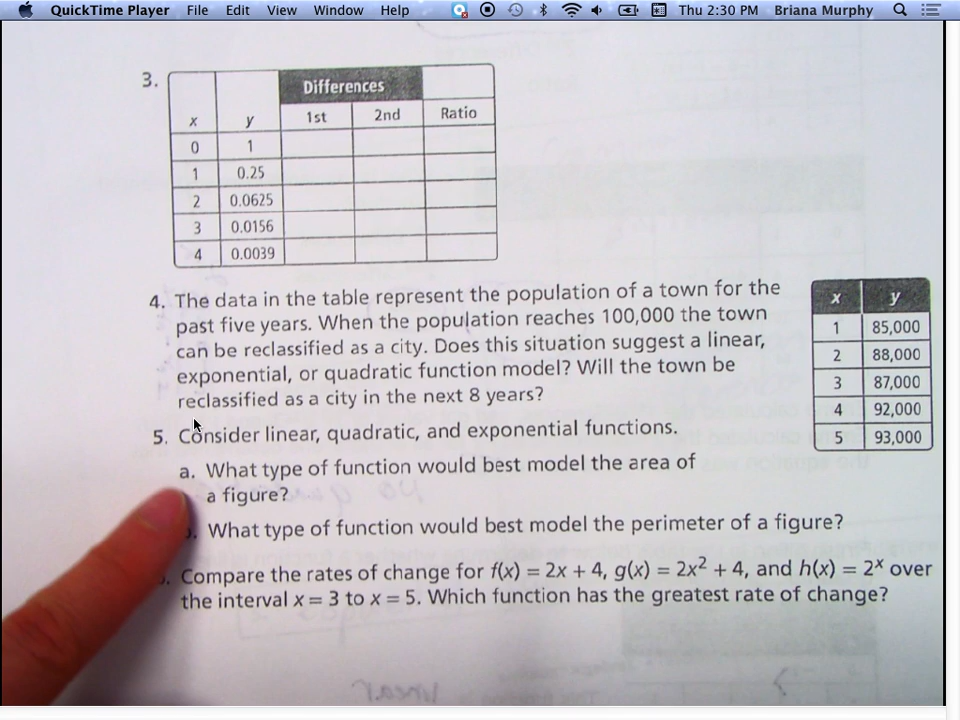 QuickTime Player File Edit View Window Help Thu 2:30 PM Briana Murphy
3.
Differences
x y 1st 2nd Ratio
0 1
1 0.25
2 0.0625
3 0.0156
4 0.0039
4. The data in the table represent the population of a town for the
past five years. When the population reaches 100,000 the town
can be reclassified as a city. Does this situation suggest a linear,
exponential, or quadratic function model? Will the town be
reclassified as a city in the next 8 years?
x y
1 85,000
2 88,000
3 87,000
4 92,000
5 93,000
5. Consider linear, quadratic, and exponential functions.
a. What type of function would best model the area of
a figure?
What type of function would best model the perimeter of a figure?
Compare the rates of change for f(x) = 2x + 4, g(x) = 2x² + 4, and h(x) = 2ˣ over
the interval x = 3 to x = 5. Which function has the greatest rate of change?